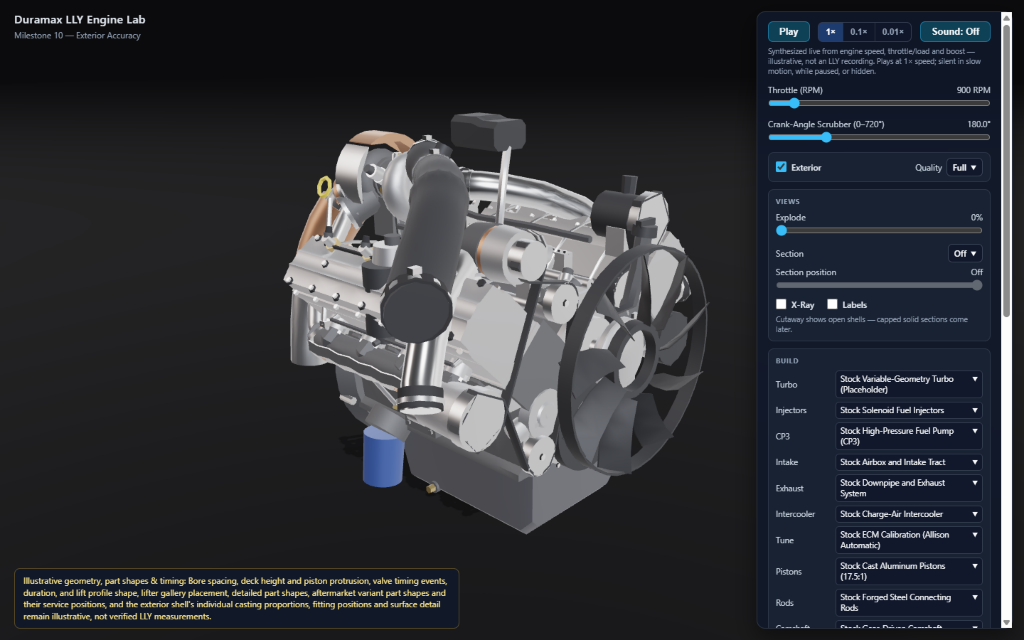 Duramax LLY Engine Lab
Milestone 10 — Exterior Accuracy
Play
1×
0.1×
0.01×
Sound: Off
Synthesized live from engine speed, throttle/load and boost —
illustrative, not an LLY recording. Plays at 1× speed; silent in slow
motion, while paused, or hidden.
Throttle (RPM)
900 RPM
Crank-Angle Scrubber (0–720°)
180.0°
Exterior
Quality
Full
VIEWS
Explode
0%
Section
Off
Section position
Off
X-Ray
Labels
Cutaway shows open shells — capped solid sections come
later.
BUILD
Turbo
Stock Variable-Geometry Turbo
(Placeholder)
Injectors
Stock Solenoid Fuel Injectors
CP3
Stock High-Pressure Fuel Pump
(CP3)
Intake
Stock Airbox and Intake Tract
Exhaust
Stock Downpipe and Exhaust
System
Intercooler
Stock Charge-Air Intercooler
Tune
Stock ECM Calibration (Allison
Automatic)
Pistons
Stock Cast Aluminum Pistons
(17.5:1)
Rods
Stock Forged Steel Connecting
Rods
Illustrative geometry, part shapes & timing: Bore spacing, deck height and piston protrusion, valve timing events,
duration, and lift profile shape, lifter gallery placement, detailed part shapes, aftermarket variant part shapes and
their service positions, and the exterior shell's individual casting proportions, fitting positions and surface detail
remain illustrative, not verified LLY measurements.